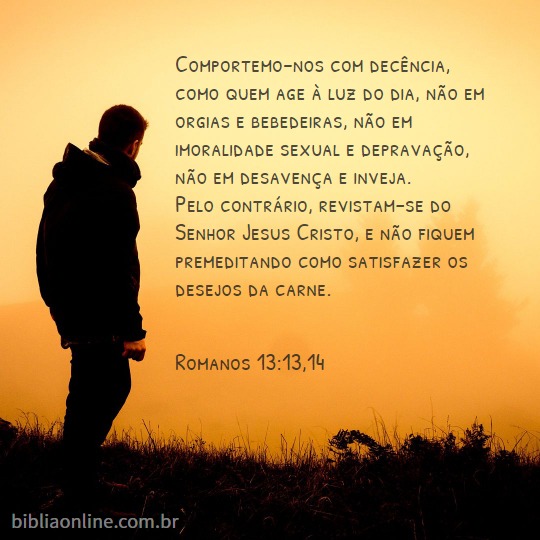 Comportemo-nos com decência,
como quem age à luz do dia, não em
orgias e bebedeiras, não em
imoralidade sexual e depravação,
não em desavença e inveja.
Pelo contrário, revistam-se do
Senhor Jesus Cristo, e não fiquem
premeditando como satisfazer os
desejos da carne.
Romanos 13:13,14
bibliaonline.com.br